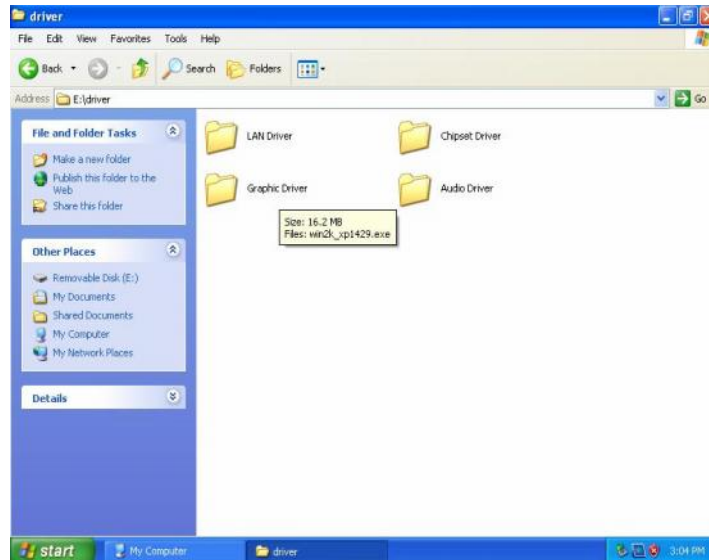 driver
File Edit View Favorites Tools Help
Back Search Folders
Address E:\driver Go
File and Folder Tasks
Make a new folder
Publish this folder to the
Web
Share this folder
Other Places
Removable Disk (E:)
My Documents
Shared Documents
My Computer
My Network Places
Details
LAN Driver
Chipset Driver
Graphic Driver
Audio Driver
Size: 16.2 MB
Files: win2k_xp1429.exe
start My Computer driver 3:04 PM